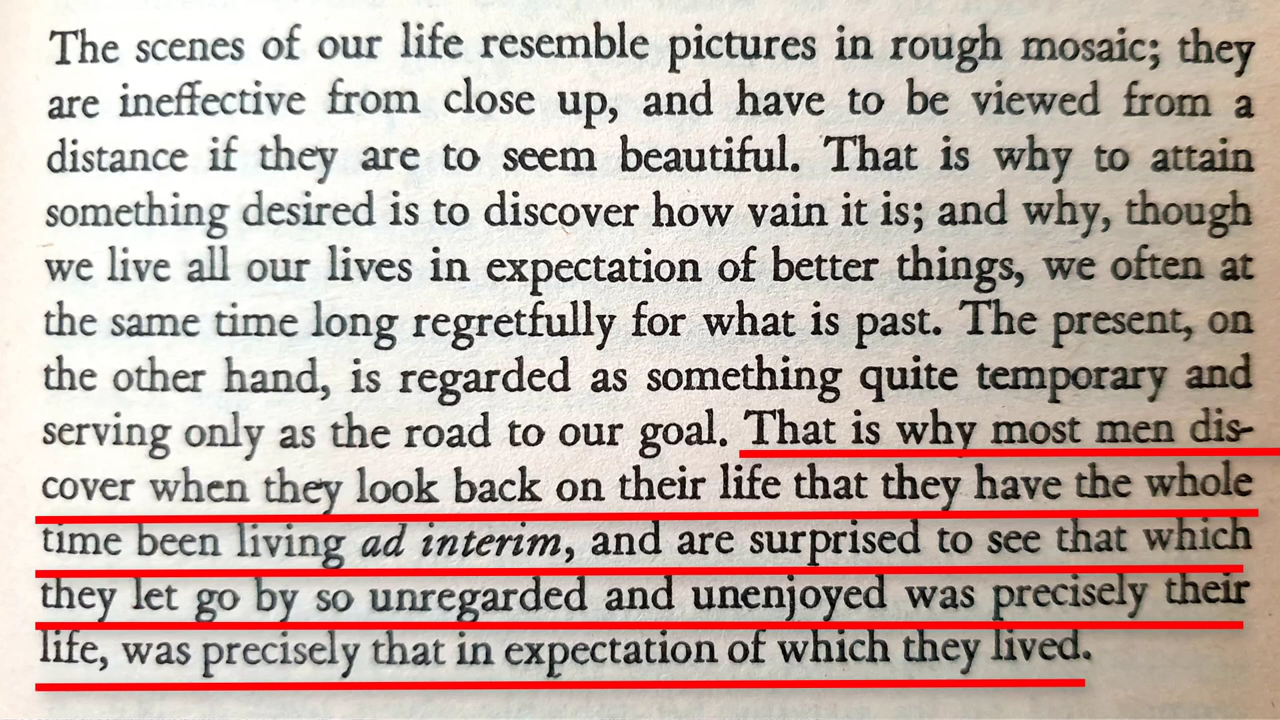 The scenes of our life resemble pictures in rough mosaic; they
are ineffective from close up, and have to be viewed from a
distance if they are to seem beautiful. That is why to attain
something desired is to discover how vain it is; and why, though
we live all our lives in expectation of better things, we often at
the same time long regretfully for what is past. The present, on
the other hand, is regarded as something quite temporary and
serving only as the road to our goal. That is why most men dis-
cover when they look back on their life that they have the whole
time been living ad interim, and are surprised to see that which
they let go by so unregarded and unenjoyed was precisely their
life, was precisely that in expectation of which they lived.